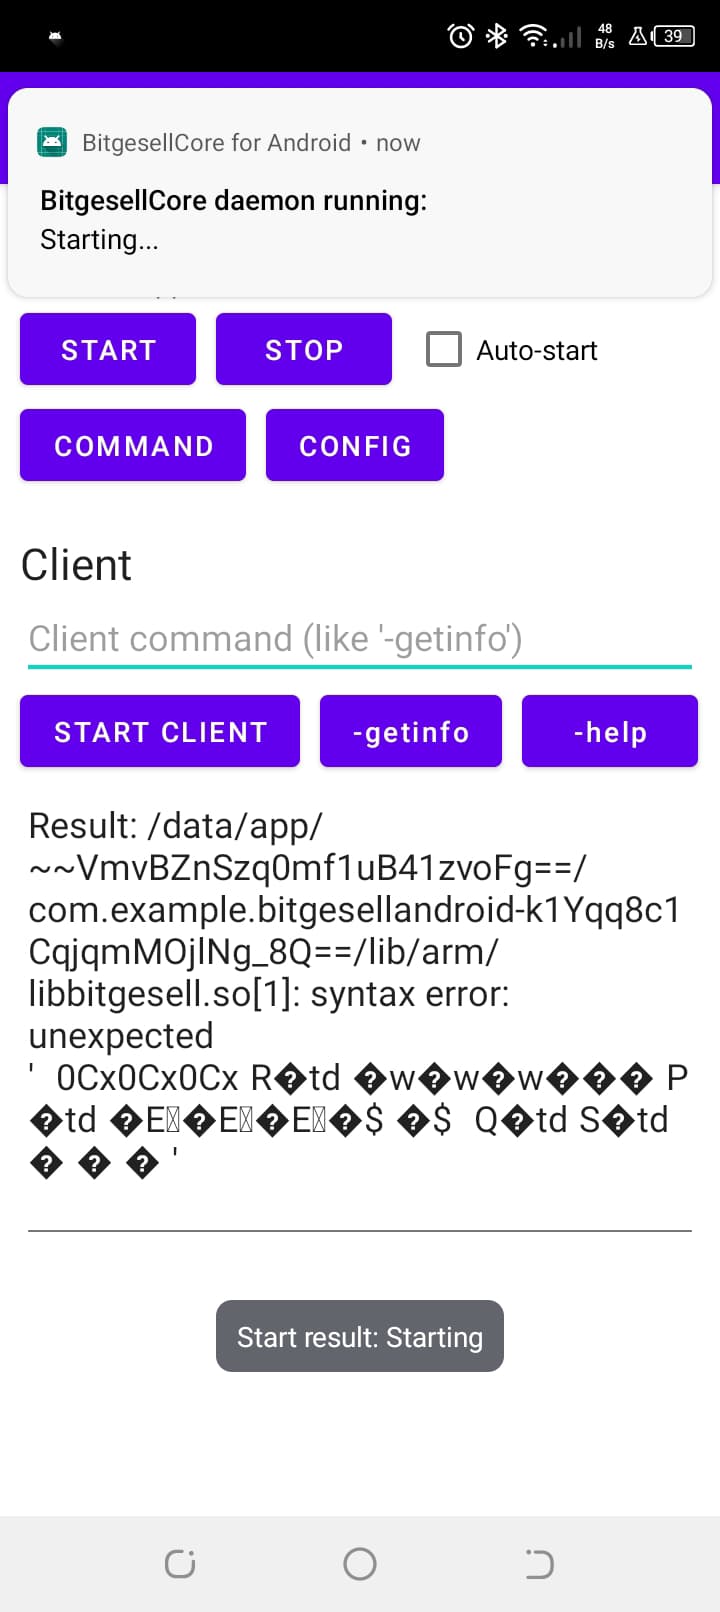 48
B/s
39
BitgesellCore for Android • now
BitgesellCore daemon running:
Starting...
START
STOP
Auto-start
COMMAND
CONFIG
Client
Client command (like '-getinfo')
START CLIENT
-getinfo
-help
Result: /data/app/
~~VmvBZnSzq0mf1uB41zvoFg==/
com.example.bitgesellandroid-k1Yqq8c1
CqjqmMOjlNg_8Q==/lib/arm/
libbitgesell.so[1]: syntax error:
unexpected
' 0Cx0Cx0Cx R�td �w�w�w��� P
�td �E�E�E�$ �$ Q�td S�td
� � � '
Start result: Starting